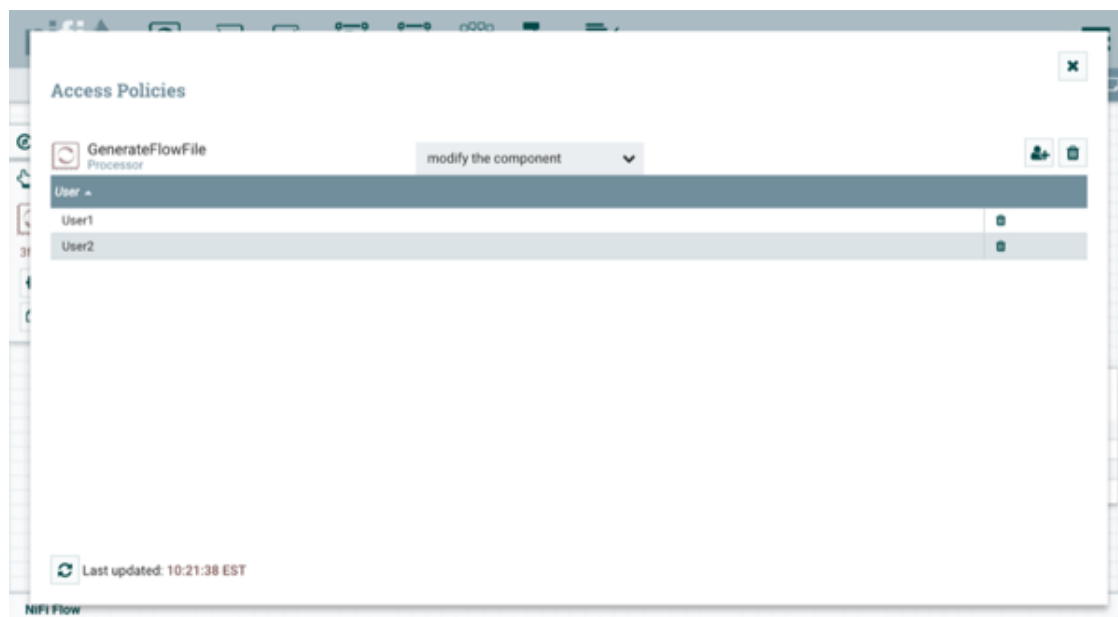 Access Policies
GenerateFlowFile
Processor
modify the component
User
User1
User2
Last updated: 10:21:38 EST
NiFi Flow